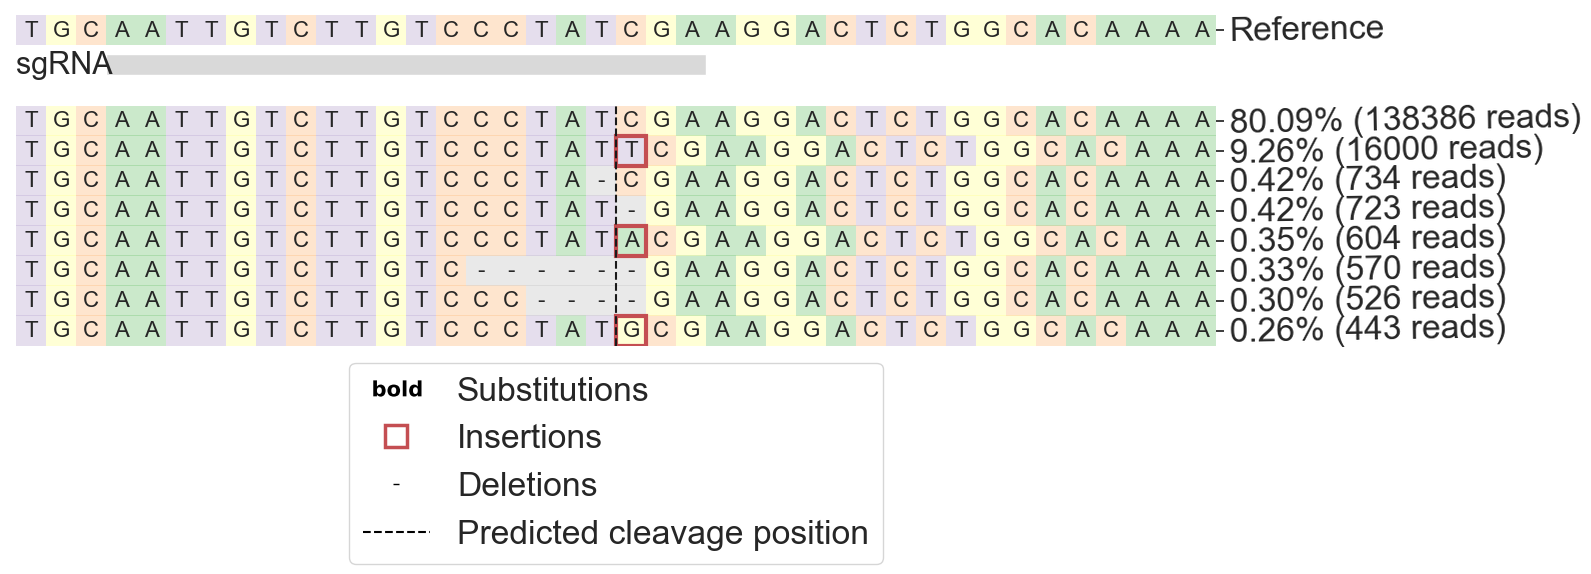 T G C A A T T G T C T T G T C C C T A T C G A A G G A C T C T G G C A C A A A A Reference
sgRNA
T G C A A T T G T C T T G T C C C T A T C G A A G G A C T C T G G C A C A A A A 80.09% (138386 reads)
T G C A A T T G T C T T G T C C C T A T T C G A A G G A C T C T G G C A C A A A 9.26% (16000 reads)
T G C A A T T G T C T T G T C C C T A - C G A A G G A C T C T G G C A C A A A A 0.42% (734 reads)
T G C A A T T G T C T T G T C C C T A T - G A A G G A C T C T G G C A C A A A A 0.42% (723 reads)
T G C A A T T G T C T T G T C C C T A T A C G A A G G A C T C T G G C A C A A A 0.35% (604 reads)
T G C A A T T G T C T T G T C - - - - - - G A A G G A C T C T G G C A C A A A A 0.33% (570 reads)
T G C A A T T G T C T T G T C C C - - - - G A A G G A C T C T G G C A C A A A A 0.30% (526 reads)
T G C A A T T G T C T T G T C C C T A T G C G A A G G A C T C T G G C A C A A A 0.26% (443 reads)
bold Substitutions
Insertions
- Deletions
Predicted cleavage position